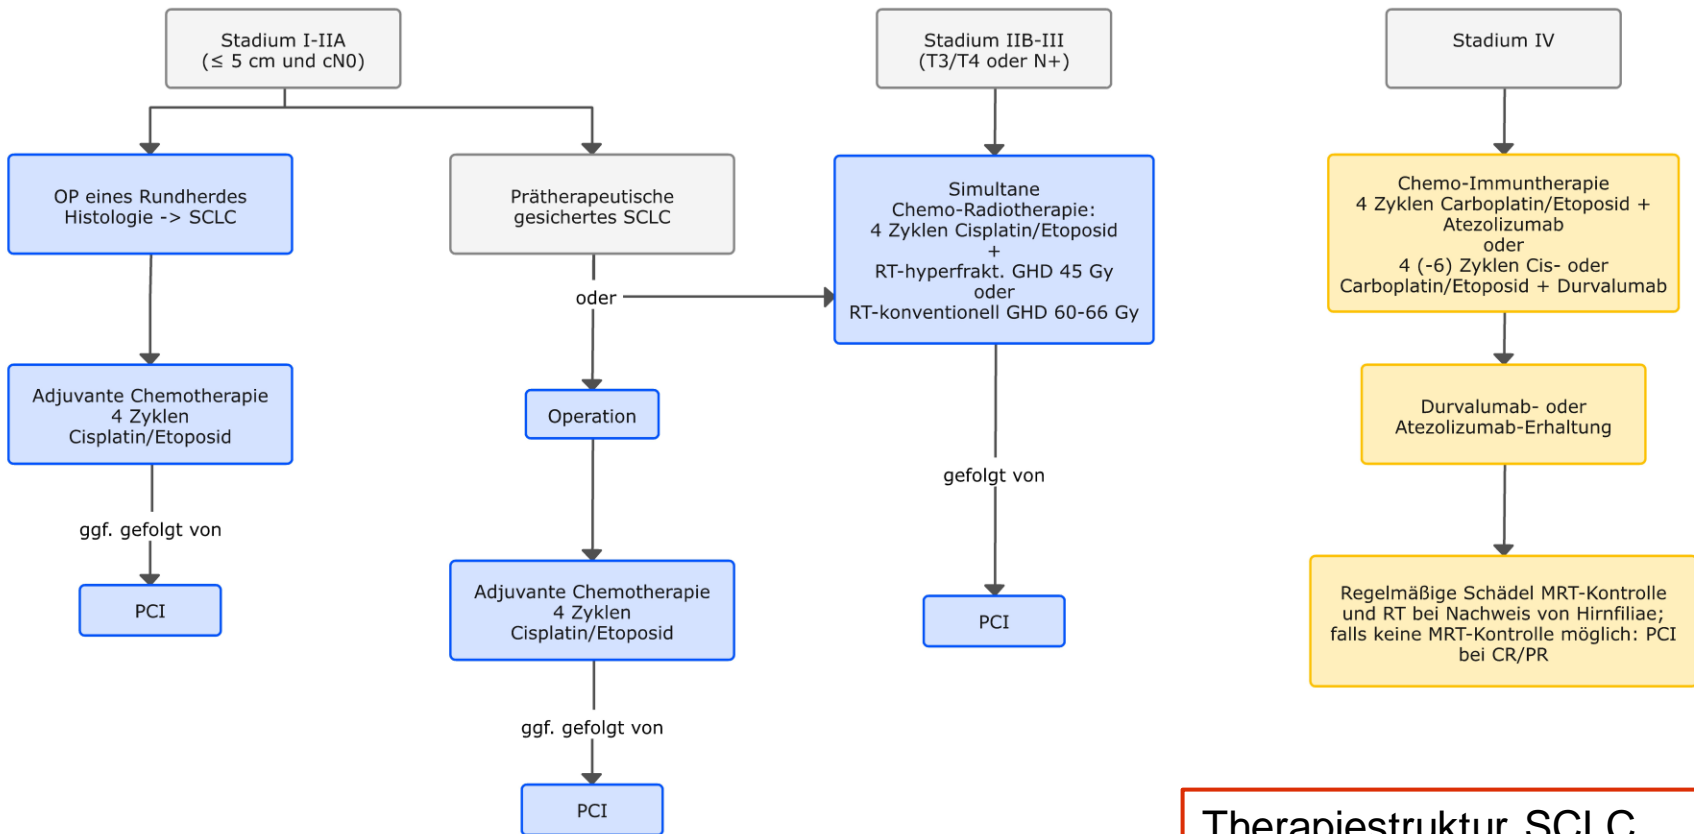 Stadium I-IIA
(≤ 5 cm und cN0)
OP eines Rundherdes
Histologie -> SCLC
Adjuvante Chemotherapie
4 Zyklen
Cisplatin/Etoposid
ggf. gefolgt von
PCI
Prätherapeutische
gesichertes SCLC
oder
Operation
Adjuvante Chemotherapie
4 Zyklen
Cisplatin/Etoposid
ggf. gefolgt von
PCI
Stadium IIB-III
(T3/T4 oder N+)
Simultane
Chemo-Radiotherapie:
4 Zyklen Cisplatin/Etoposid
+
RT-hyperfrakt. GHD 45 Gy
oder
RT-konventionell GHD 60-66 Gy
gefolgt von
PCI
Stadium IV
Chemo-Immuntherapie
4 Zyklen Carboplatin/Etoposid +
Atezolizumab
oder
4 (-6) Zyklen Cis- oder
Carboplatin/Etoposid + Durvalumab
Durvalumab- oder
Atezolizumab-Erhaltung
Regelmäßige Schädel MRT-Kontrolle
und RT bei Nachweis von Hirnfiliae;
falls keine MRT-Kontrolle möglich: PCI
bei CR/PR
Therapiestruktur SCLC